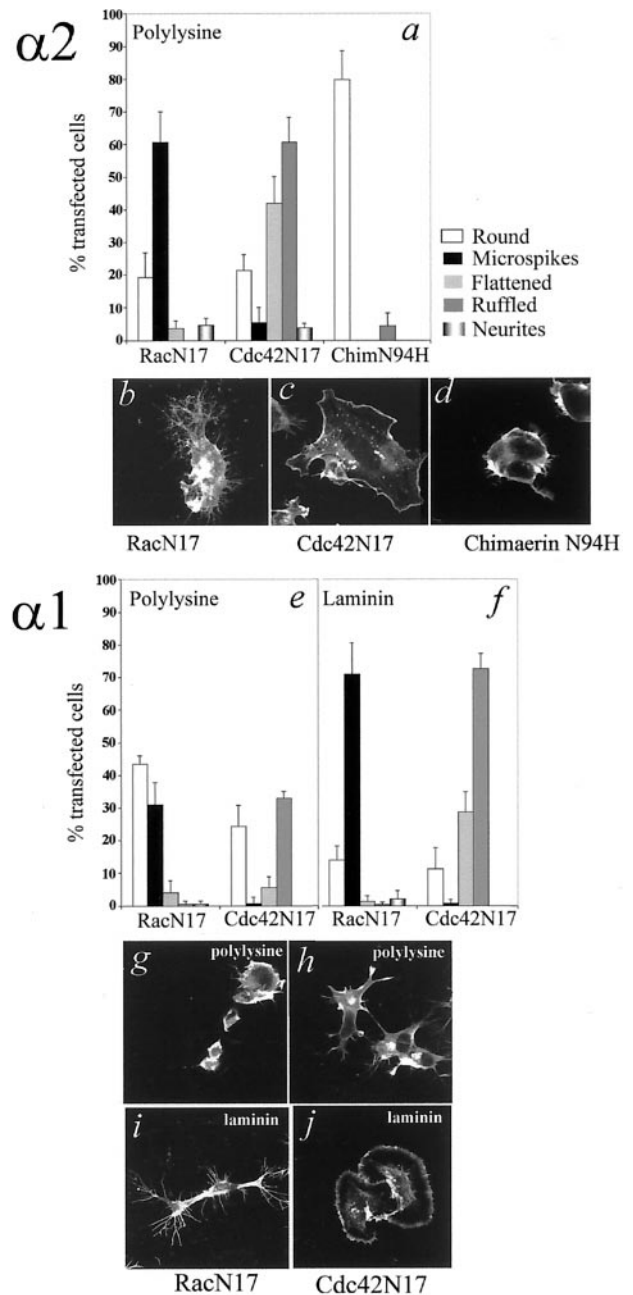 α2
Polylysine
a
% transfected cells
100
90
80
70
60
50
40
30
20
10
0
RacN17 Cdc42N17 ChimN94H
Round
Microspikes
Flattened
Ruffled
Neurites
b c d
RacN17 Cdc42N17 Chimaerin N94H
α1
Polylysine e
Laminin f
% transfected cells
100
90
80
70
60
50
40
30
20
10
0
RacN17 Cdc42N17 RacN17 Cdc42N17
g polylysine
h polylysine
i laminin
j laminin
RacN17 Cdc42N17